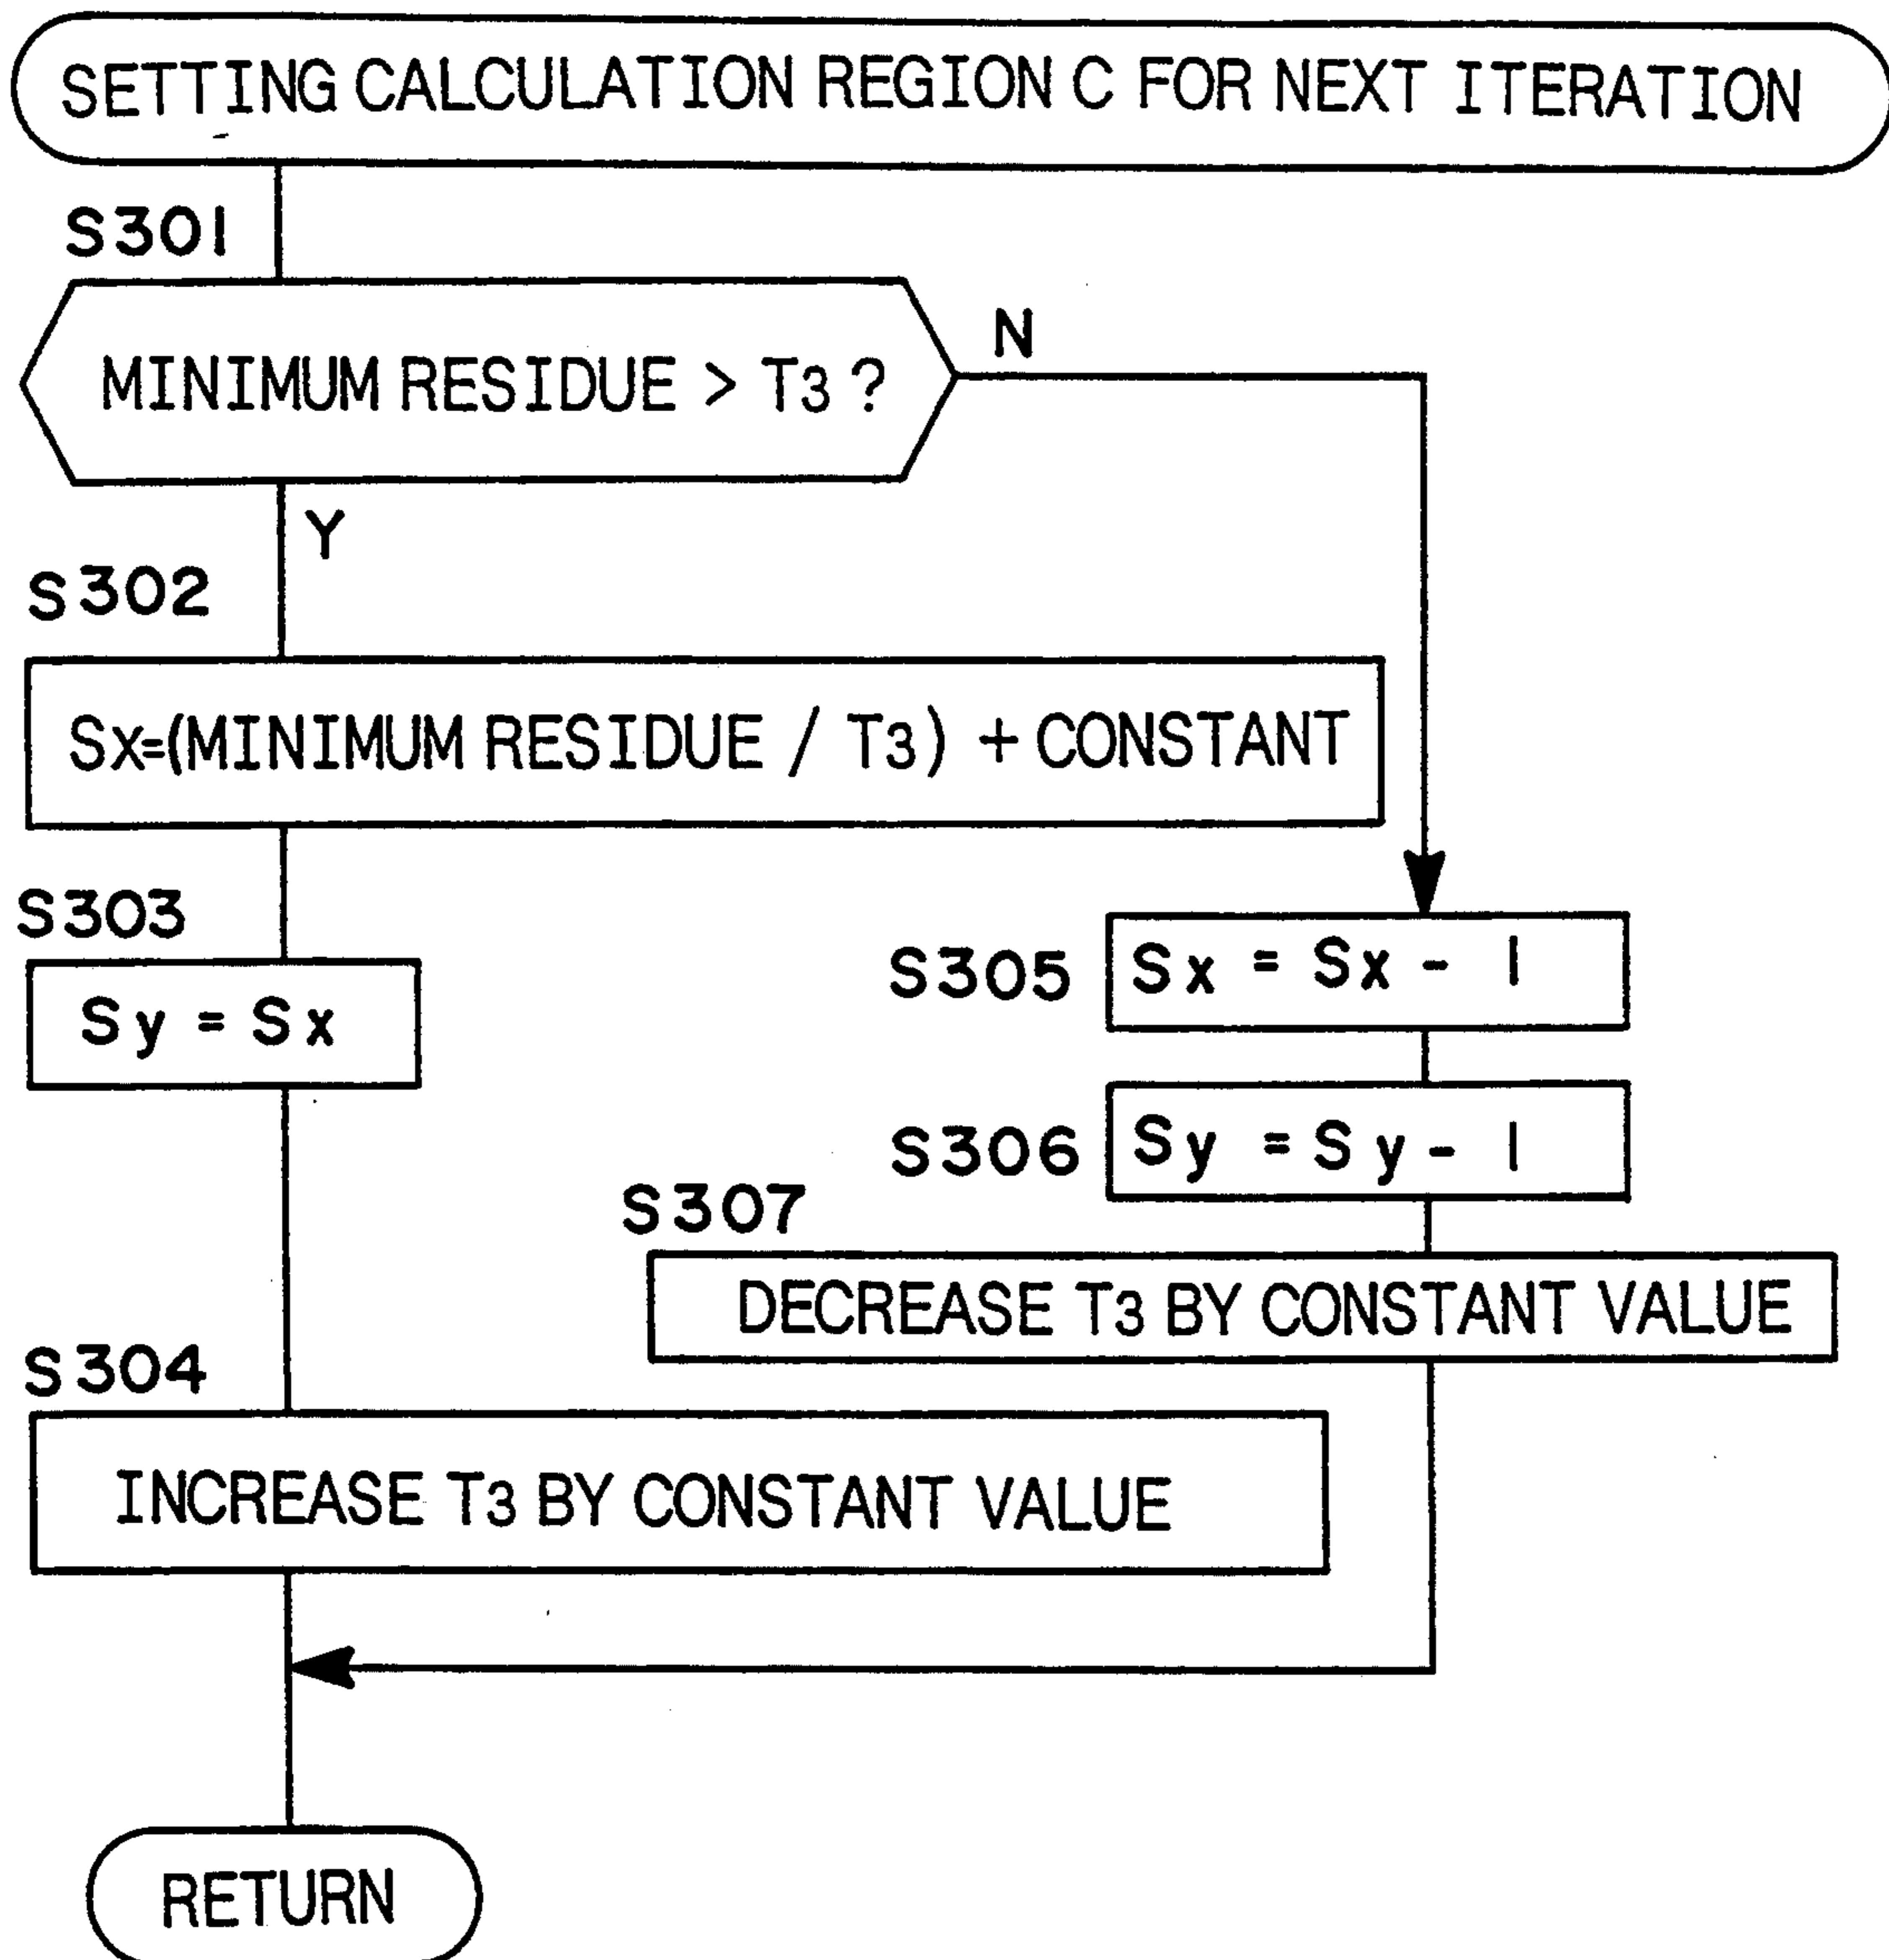 SETTING CALCULATION REGION C FOR NEXT ITERATION
S301
MINIMUM RESIDUE > T3 ?
N
Y
S302
Sx=(MINIMUM RESIDUE / T3) + CONSTANT
S303
Sy = Sx
S305
Sx = Sx - 1
S306
Sy = Sy - 1
S307
DECREASE T3 BY CONSTANT VALUE
S304
INCREASE T3 BY CONSTANT VALUE
RETURN